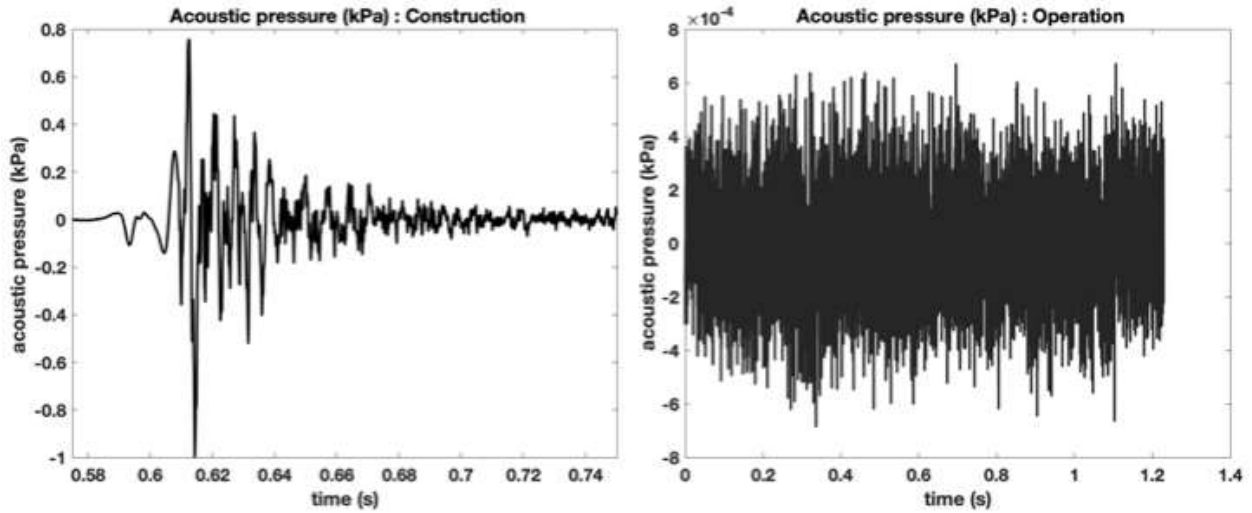 Acoustic pressure (kPa) : Construction
0.8
0.6
0.4
0.2
0
-0.2
-0.4
-0.6
-0.8
-1
acoustic pressure (kPa)
0.58 0.6 0.62 0.64 0.66 0.68 0.7 0.72 0.74
time (s)
Acoustic pressure (kPa) : Operation
×10⁻⁴
8
6
4
2
0
-2
-4
-6
-8
acoustic pressure (kPa)
0 0.2 0.4 0.6 0.8 1 1.2 1.4
time (s)